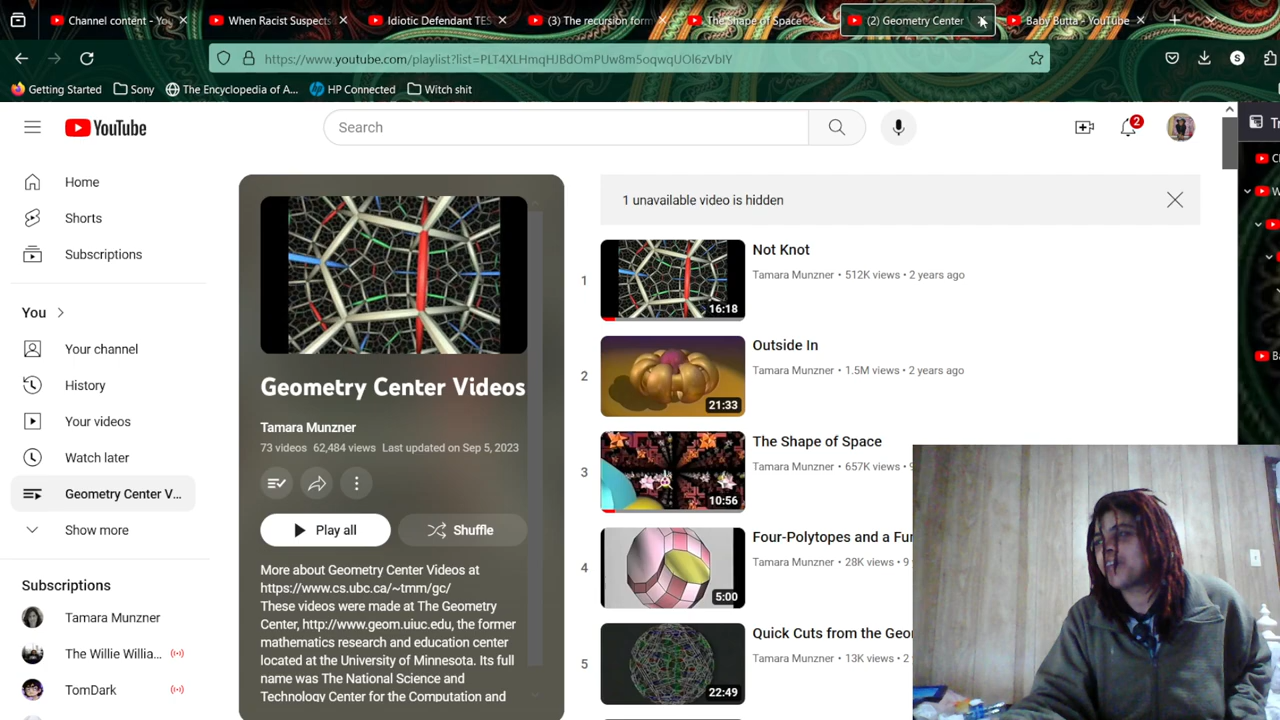 Channel content - Yo
When Racist Suspects
Idiotic Defendant TES
(3) The recursion form
The Shape of Space
(2) Geometry Center
Baby Butta - YouTube
https://www.youtube.com/playlist?list=PLT4XLHmqHJBdOmPUw8m5oqwqUOl6zVblY
S
Getting Started
Sony
The Encyclopedia of A...
HP Connected
Witch shit
YouTube
Search
2
Home
Shorts
Subscriptions
You
Your channel
History
Your videos
Watch later
Geometry Center V...
Show more
Subscriptions
Tamara Munzner
The Willie Willia...
TomDark
Geometry Center Videos
Tamara Munzner
73 videos 62,484 views Last updated on Sep 5, 2023
Play all
Shuffle
More about Geometry Center Videos at
https://www.cs.ubc.ca/~tmm/gc/
These videos were made at The Geometry
Center, http://www.geom.uiuc.edu, the former
mathematics research and education center
located at the University of Minnesota. Its full
name was The National Science and
Technology Center for the Computation and
1 unavailable video is hidden
1
16:18
Not Knot
Tamara Munzner • 512K views • 2 years ago
2
21:33
Outside In
Tamara Munzner • 1.5M views • 2 years ago
3
10:56
The Shape of Space
Tamara Munzner • 657K views • 9
4
5:00
Four-Polytopes and a Fur
Tamara Munzner • 28K views • 9 y
5
22:49
Quick Cuts from the Geor
Tamara Munzner • 13K views • 2 y
Tr